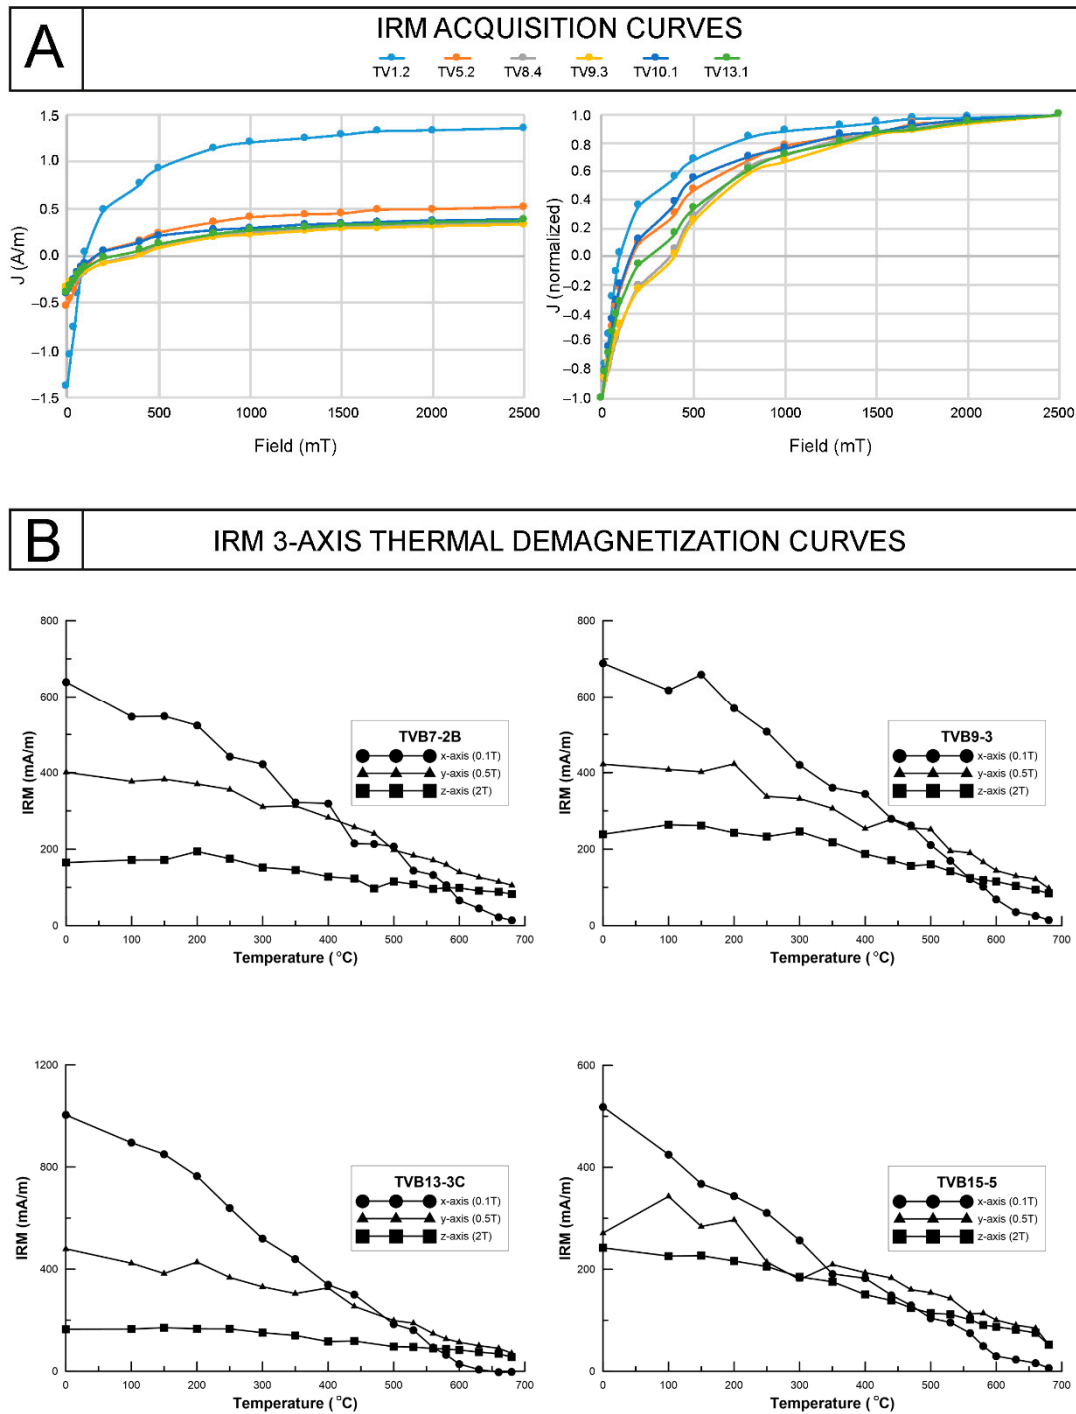 A
IRM ACQUISITION CURVES
TV1.2 TV5.2 TV8.4 TV9.3 TV10.1 TV13.1
1.5
1.0
0.5
0.0
−0.5
−1.0
−1.5
J (A/m)
0 500 1000 1500 2000 2500
Field (mT)
1.0
0.8
0.6
0.4
0.2
0.0
−0.2
−0.4
−0.6
−0.8
−1.0
J (normalized)
0 500 1000 1500 2000 2500
Field (mT)
B
IRM 3-AXIS THERMAL DEMAGNETIZATION CURVES
800
600
400
200
0
IRM (mA/m)
TVB7-2B
x-axis (0.1T)
y-axis (0.5T)
z-axis (2T)
0 100 200 300 400 500 600 700
Temperature (°C)
800
600
400
200
0
IRM (mA/m)
TVB9-3
x-axis (0.1T)
y-axis (0.5T)
z-axis (2T)
0 100 200 300 400 500 600 700
Temperature (°C)
1200
800
400
0
IRM (mA/m)
TVB13-3C
x-axis (0.1T)
y-axis (0.5T)
z-axis (2T)
0 100 200 300 400 500 600 700
Temperature (°C)
600
400
200
0
IRM (mA/m)
TVB15-5
x-axis (0.1T)
y-axis (0.5T)
z-axis (2T)
0 100 200 300 400 500 600 700
Temperature (°C)